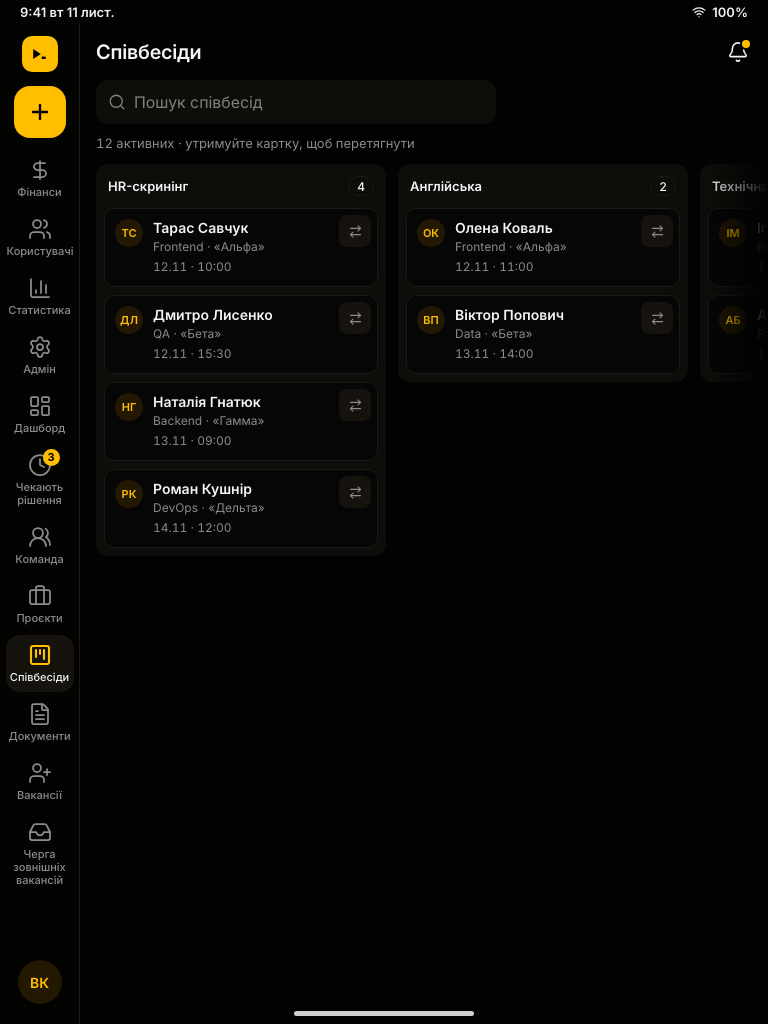 9:41 вт 11 лист.
100%
Співбесіди
Пошук співбесід
12 активних · утримуйте картку, щоб перетягнути
Фінанси
Користувачі
Статистика
Адмін
Дашборд
3
Чекають
рішення
Команда
Проєкти
Співбесіди
Документи
Вакансії
Черга
зовнішніх
вакансій
ВК
HR-скринінг 4
ТС Тарас Савчук
Frontend · «Альфа»
12.11 · 10:00
ДЛ Дмитро Лисенко
QA · «Бета»
12.11 · 15:30
НГ Наталія Гнатюк
Backend · «Гамма»
13.11 · 09:00
РК Роман Кушнір
DevOps · «Дельта»
14.11 · 12:00
Англійська 2
ОК Олена Коваль
Frontend · «Альфа»
12.11 · 11:00
ВП Віктор Попович
Data · «Бета»
13.11 · 14:00
ІМ
АБ